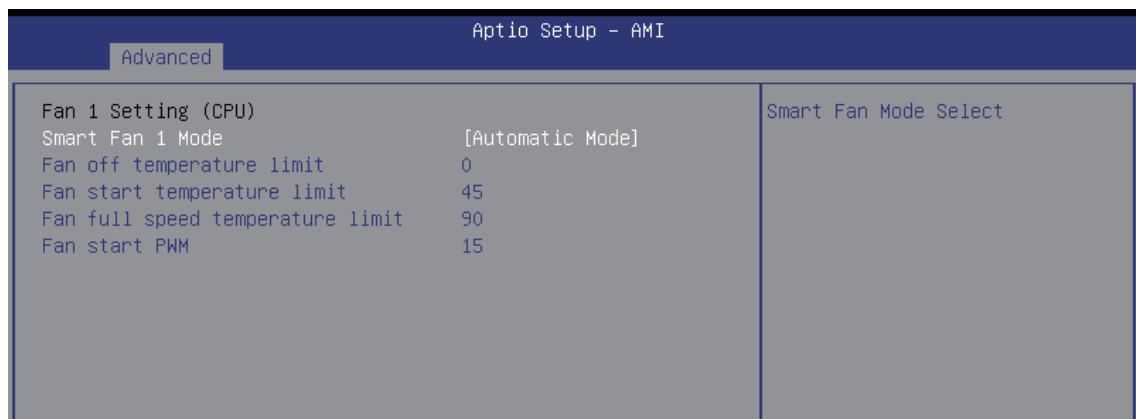 Aptio Setup – AMI
Advanced
Fan 1 Setting (CPU)
Smart Fan 1 Mode [Automatic Mode]
Fan off temperature limit 0
Fan start temperature limit 45
Fan full speed temperature limit 90
Fan start PWM 15
Smart Fan Mode Select